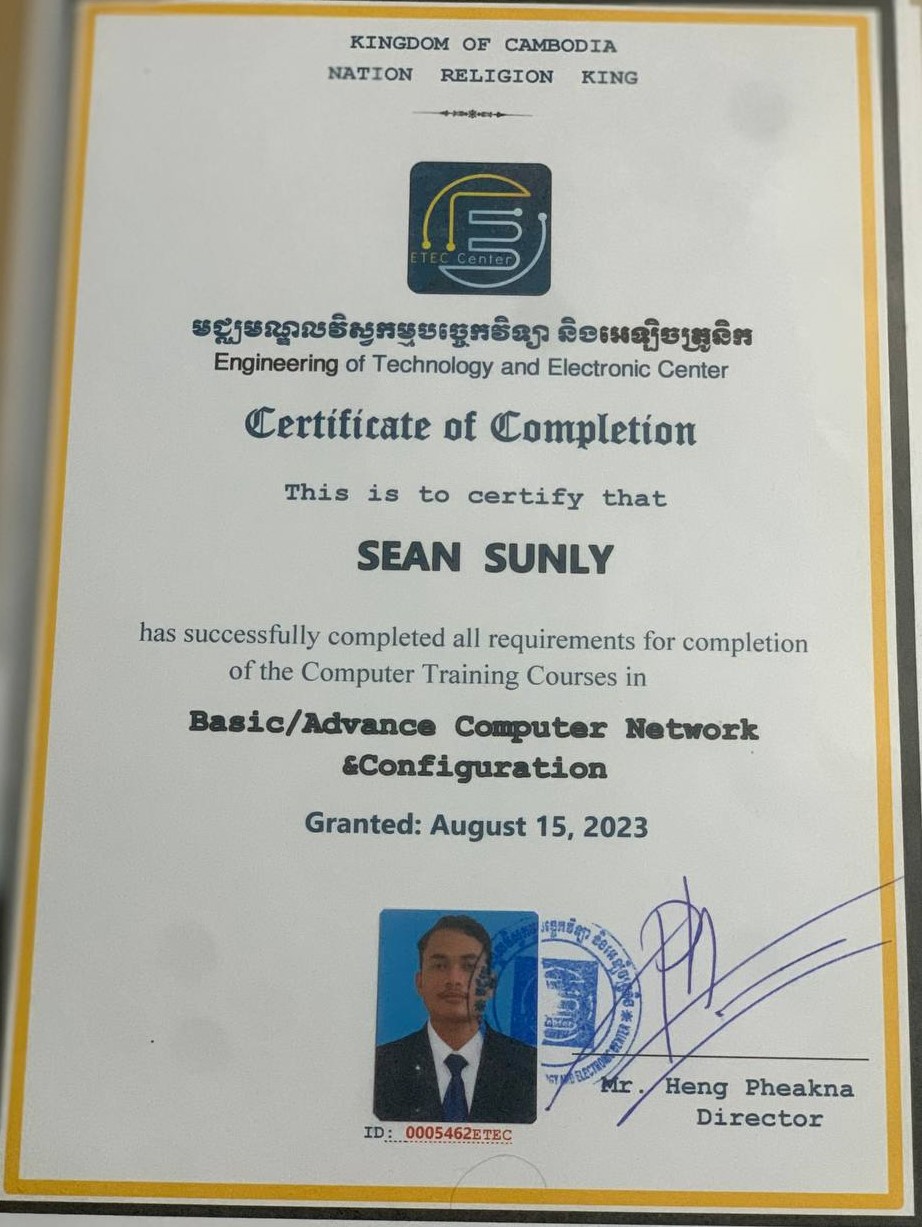 KINGDOM OF CAMBODIA
NATION RELIGION KING
ETEC Center
មជ្ឈមណ្ឌលវិស្វកម្មបច្ចេកវិទ្យា និងអេឡិចត្រូនិក
Engineering of Technology and Electronic Center
Certificate of Completion
This is to certify that
SEAN SUNLY
has successfully completed all requirements for completion
of the Computer Training Courses in
Basic/Advance Computer Network
&Configuration
Granted: August 15, 2023
Mr. Heng Pheakna
Director
ID: 0005462ETEC